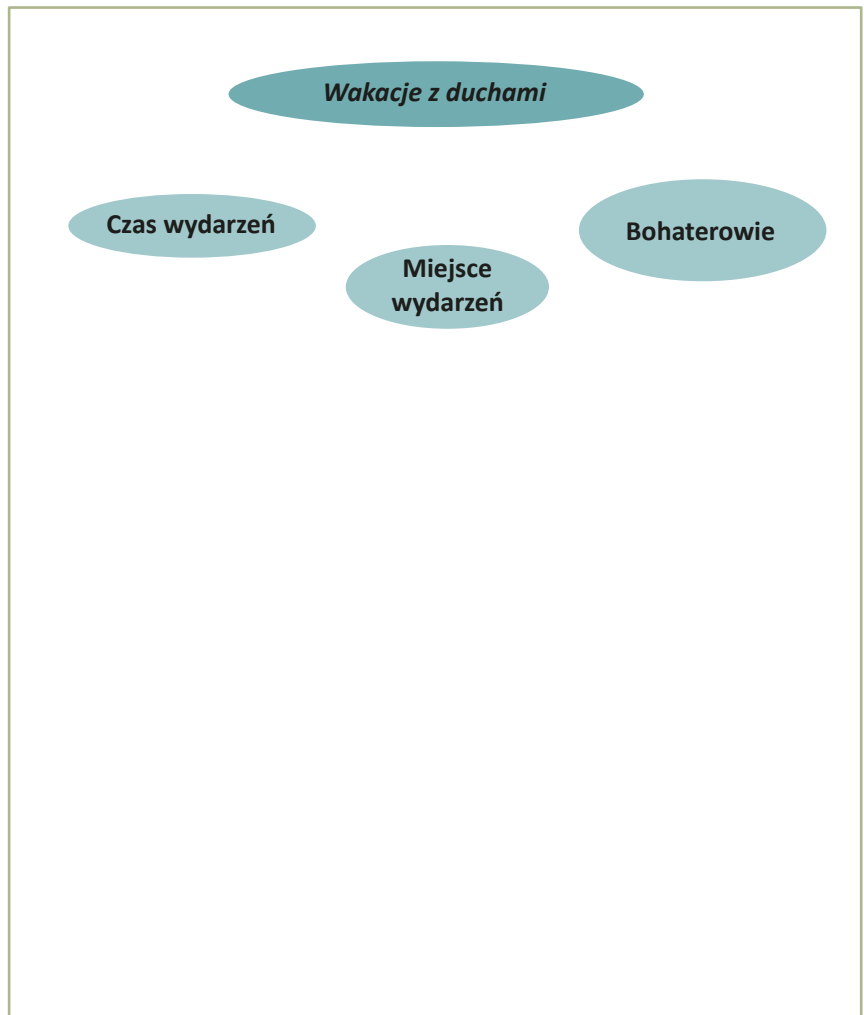 Wakacje z duchami
Czas wydarzeń
Miejsce
wydarzeń
Bohaterowie